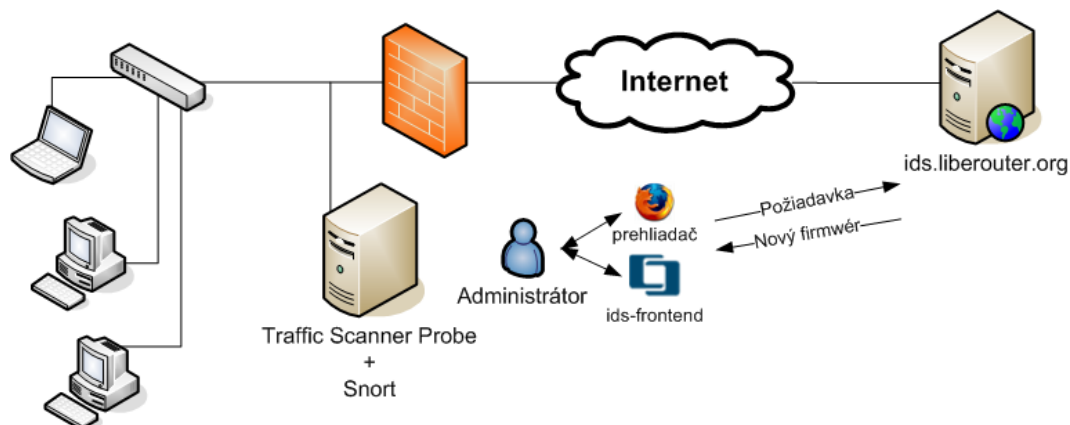 Internet
ids.liberouter.org
Požiadavka
prehliadač
Nový firmwér
Administrátor
ids-frontend
Traffic Scanner Probe
+
Snort